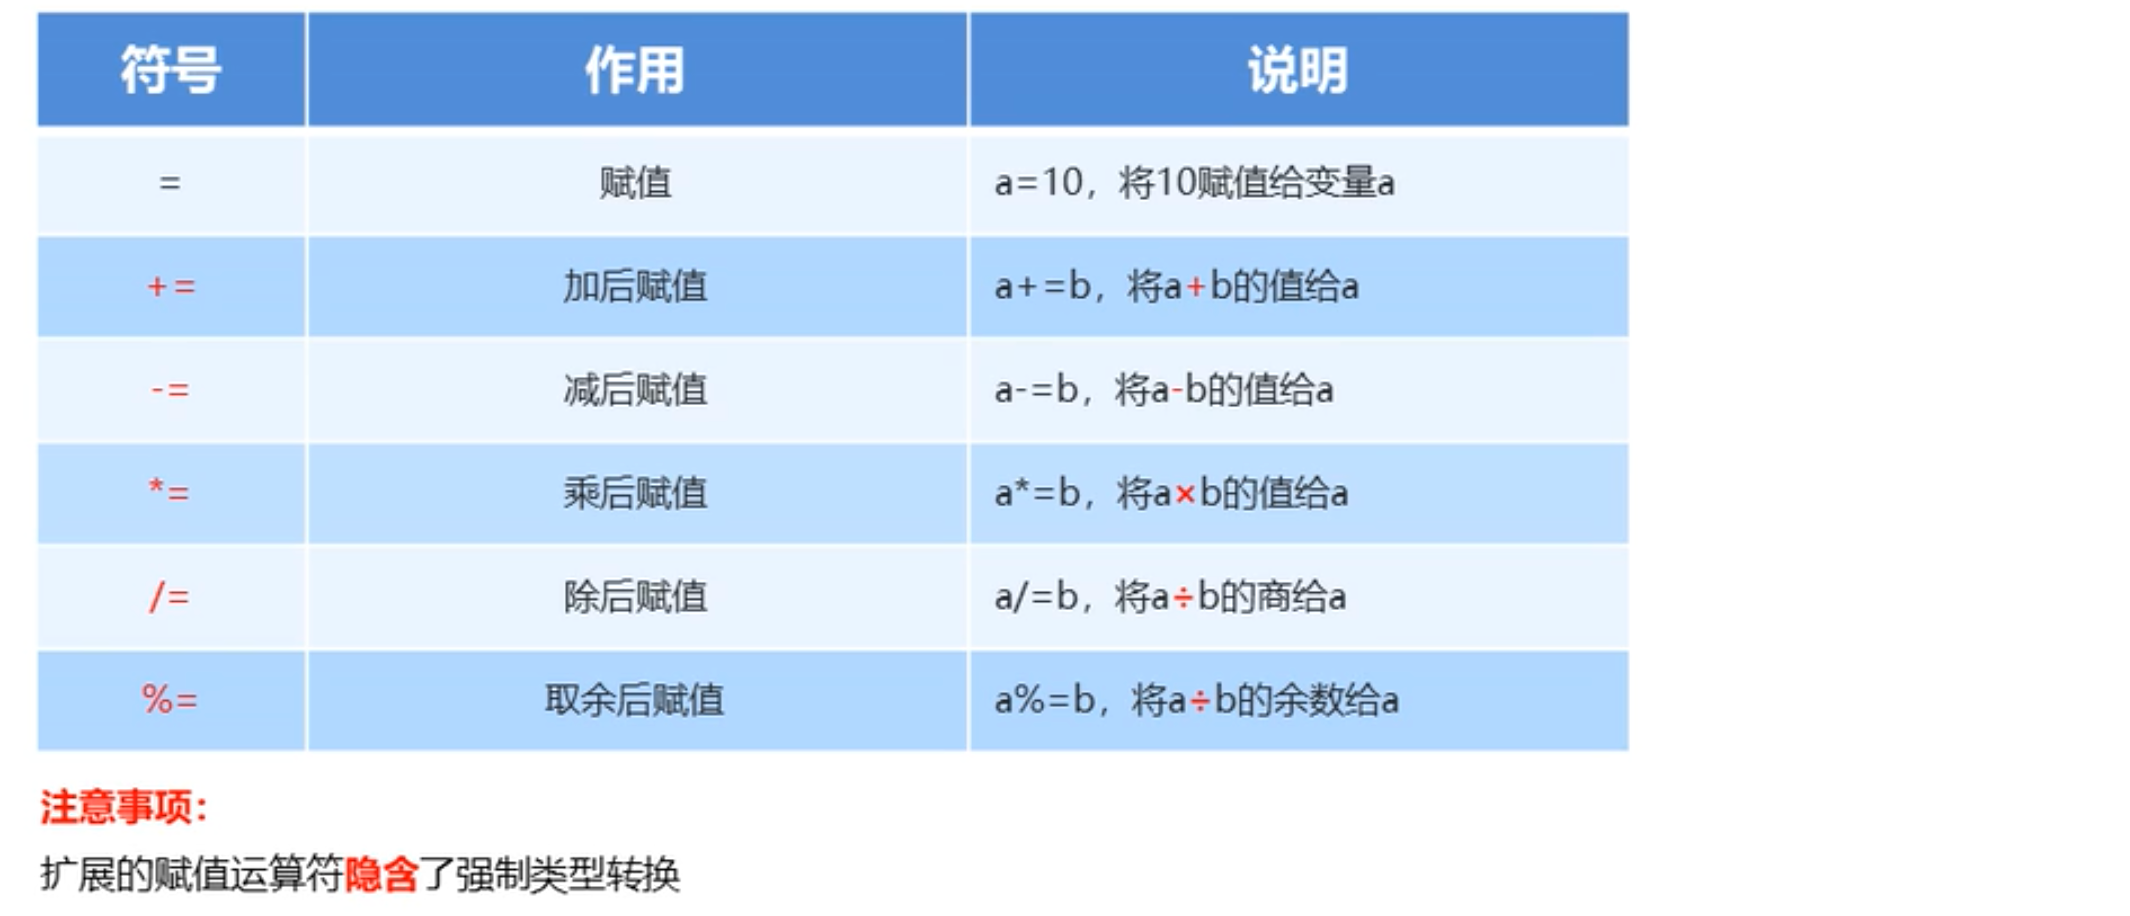 符号 作用 说明
= 赋值 a=10，将10赋值给变量a
+= 加后赋值 a+=b，将a+b的值给a
-= 减后赋值 a-=b，将a-b的值给a
*= 乘后赋值 a*=b，将a×b的值给a
/= 除后赋值 a/=b，将a÷b的商给a
%= 取余后赋值 a%=b，将a÷b的余数给a
注意事项：
扩展的赋值运算符隐含了强制类型转换